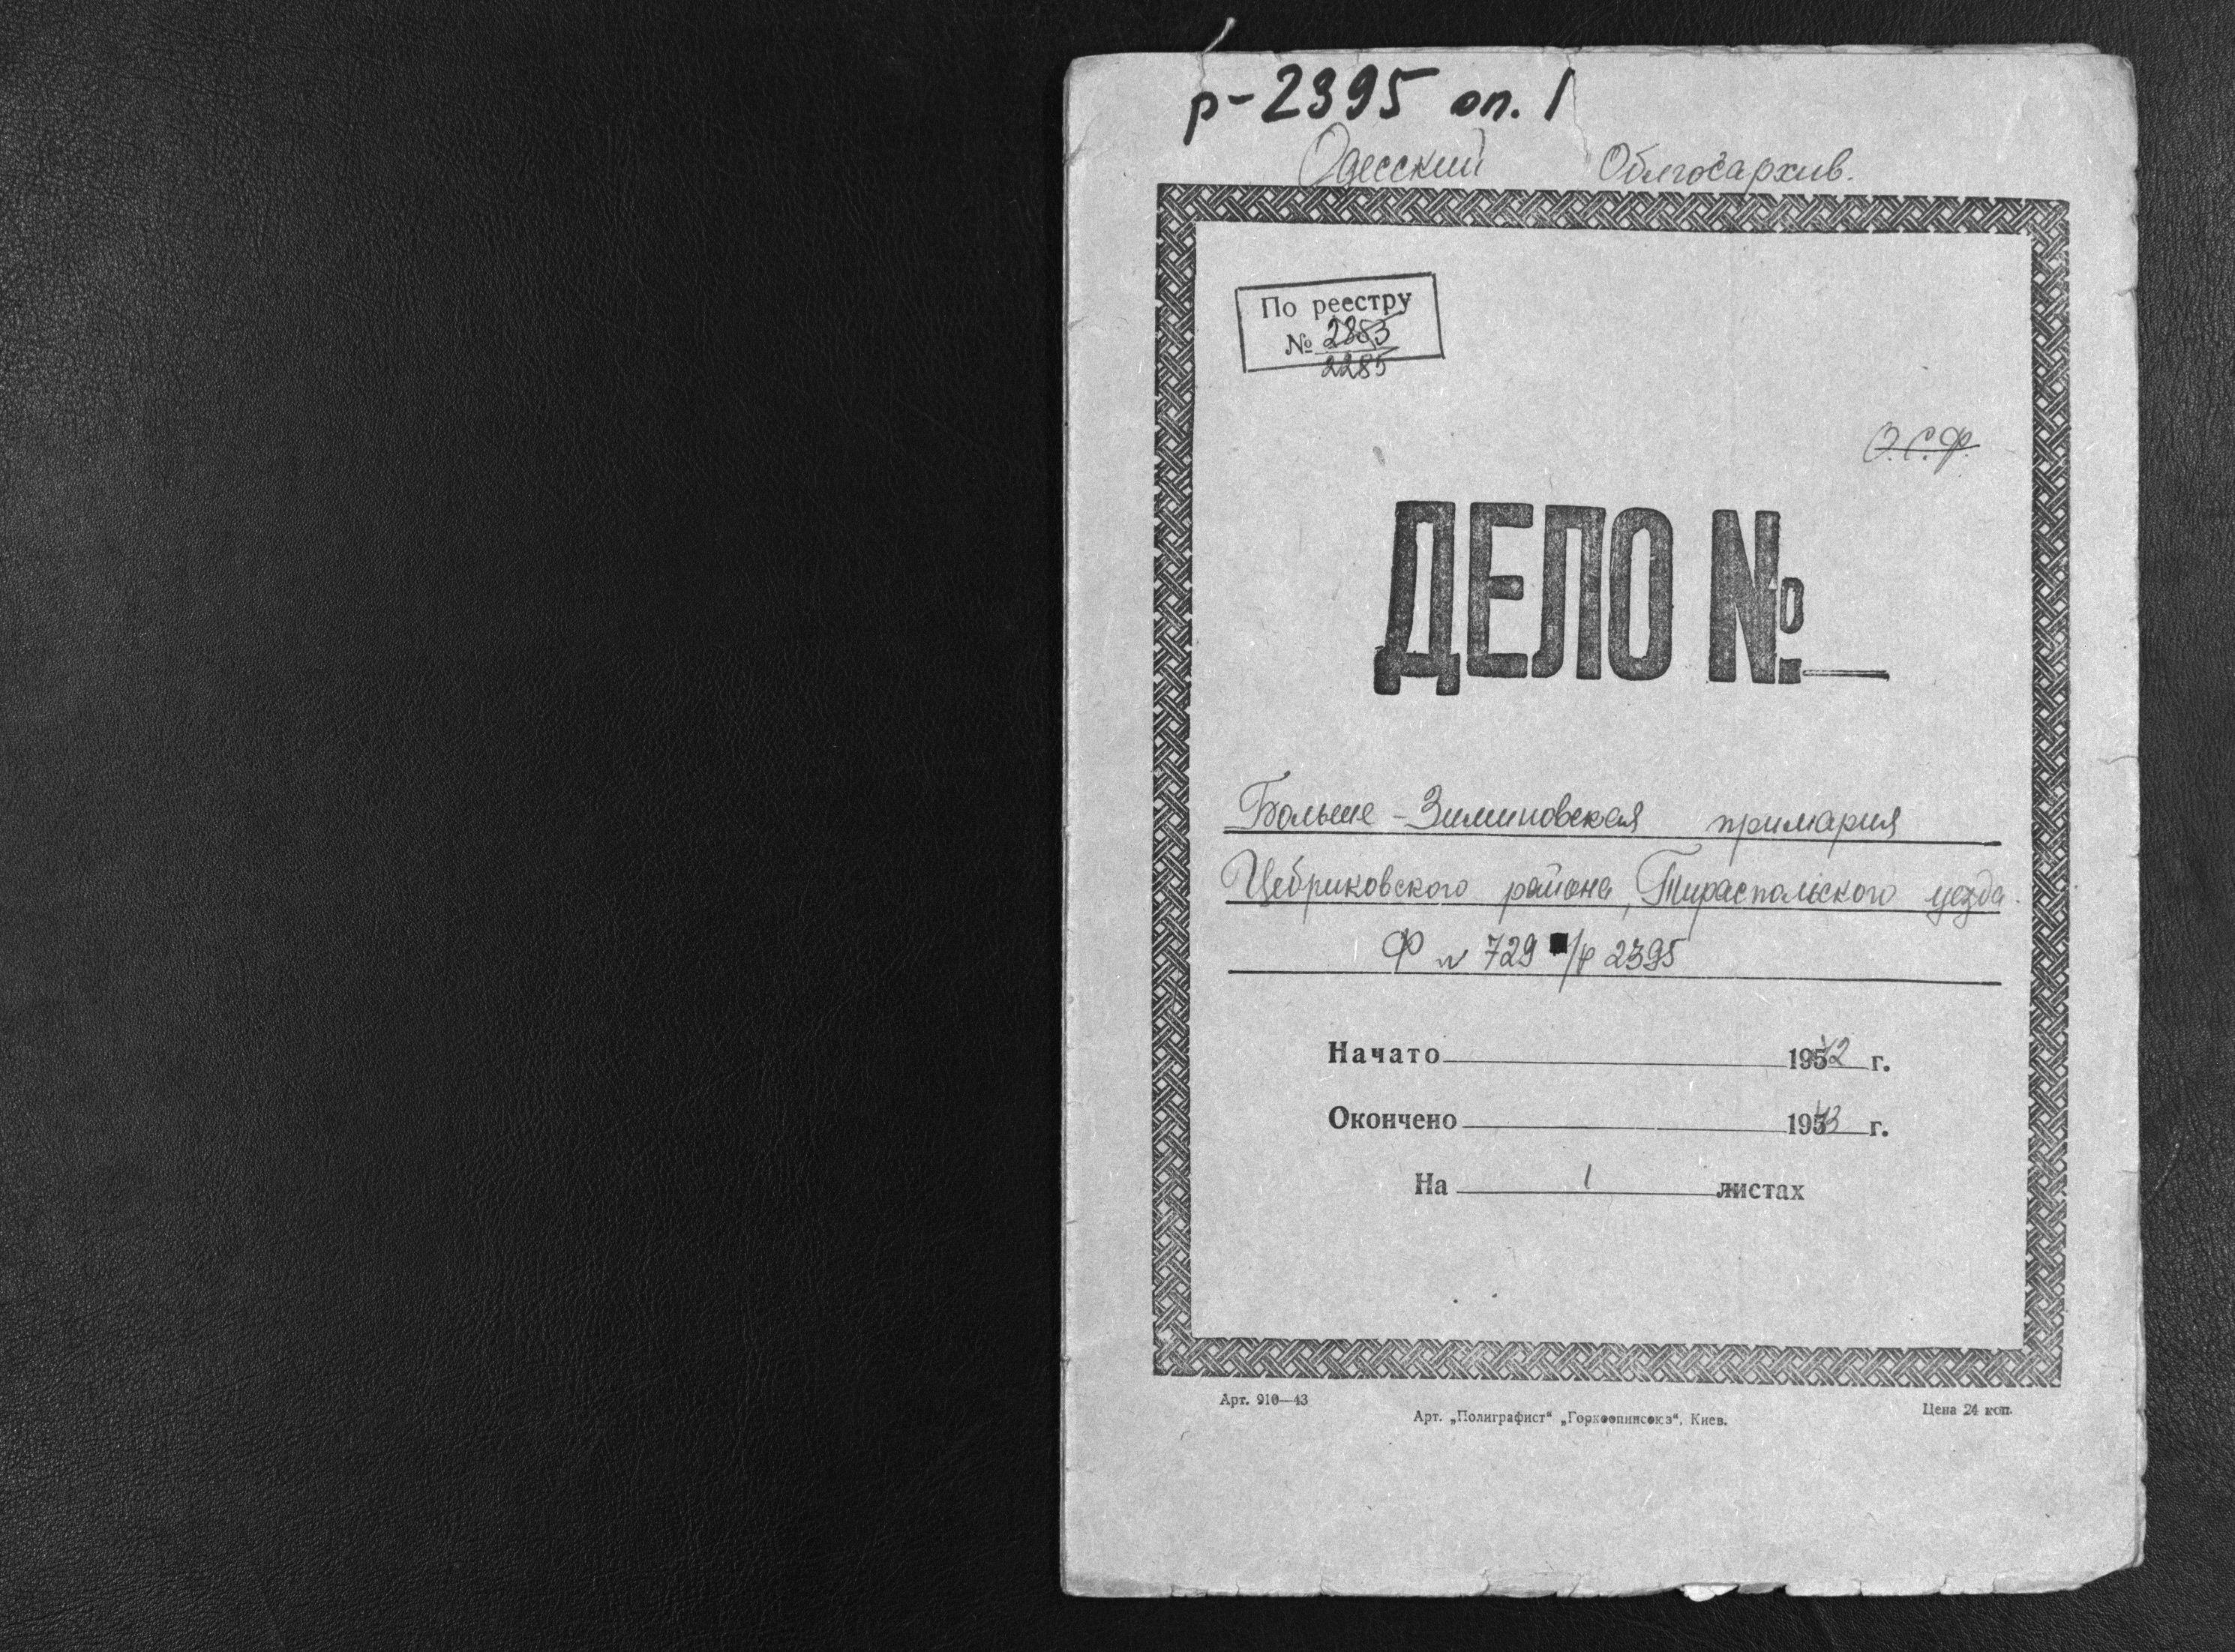 р-2395 оп. 1
Одесский Облгосархив.
По реестру
№ 2883
2285
О.С.Ф.
ДЕЛО №
Больше-Зиминовская примария
Цебриковского района, Тираспольского уезда.
Ф № 729 /р 2395
Начато 1942 г.
Окончено 1943 г.
На 1 листах
Арт. 910—43
Арт. „Полиграфист“ „Горкоопинсоюз“, Киев.
Цена 24 коп.